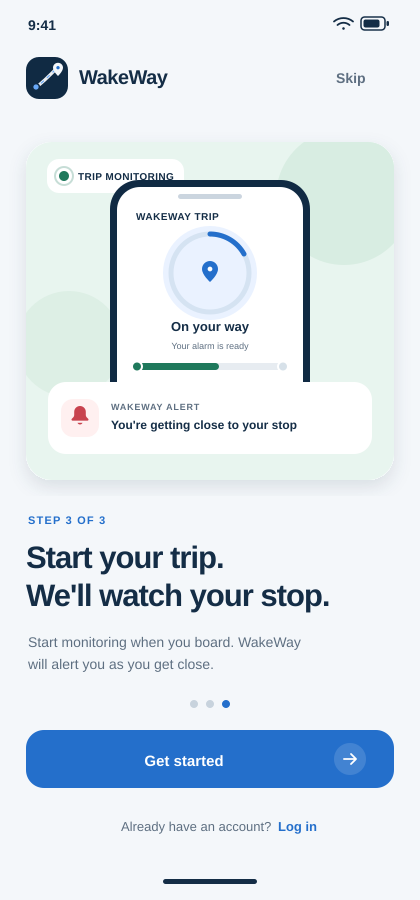 9:41
WakeWay
Skip
TRIP MONITORING
WAKEWAY TRIP
On your way
Your alarm is ready
WAKEWAY ALERT
You're getting close to your stop
STEP 3 OF 3
Start your trip.
We'll watch your stop.
Start monitoring when you board. WakeWay
will alert you as you get close.
Get started
Already have an account? Log in